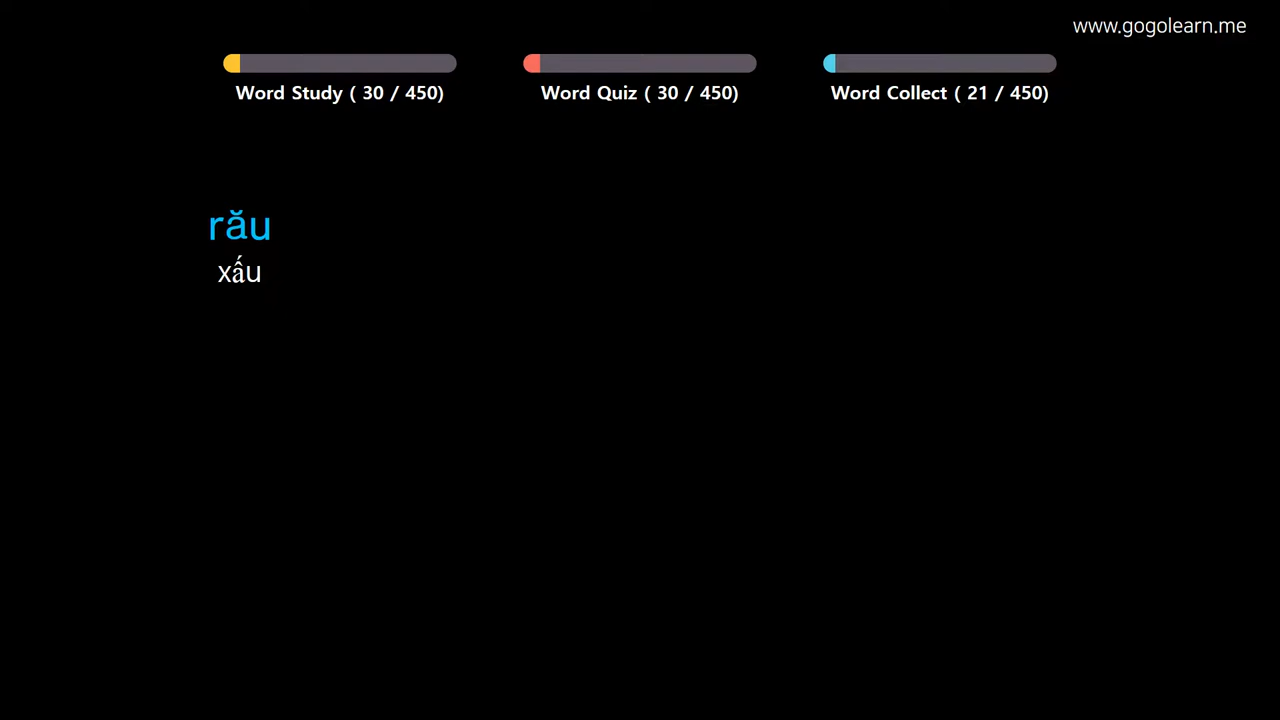 www.gogolearn.me
Word Study ( 30 / 450)
Word Quiz ( 30 / 450)
Word Collect ( 21 / 450)
rău
xấu